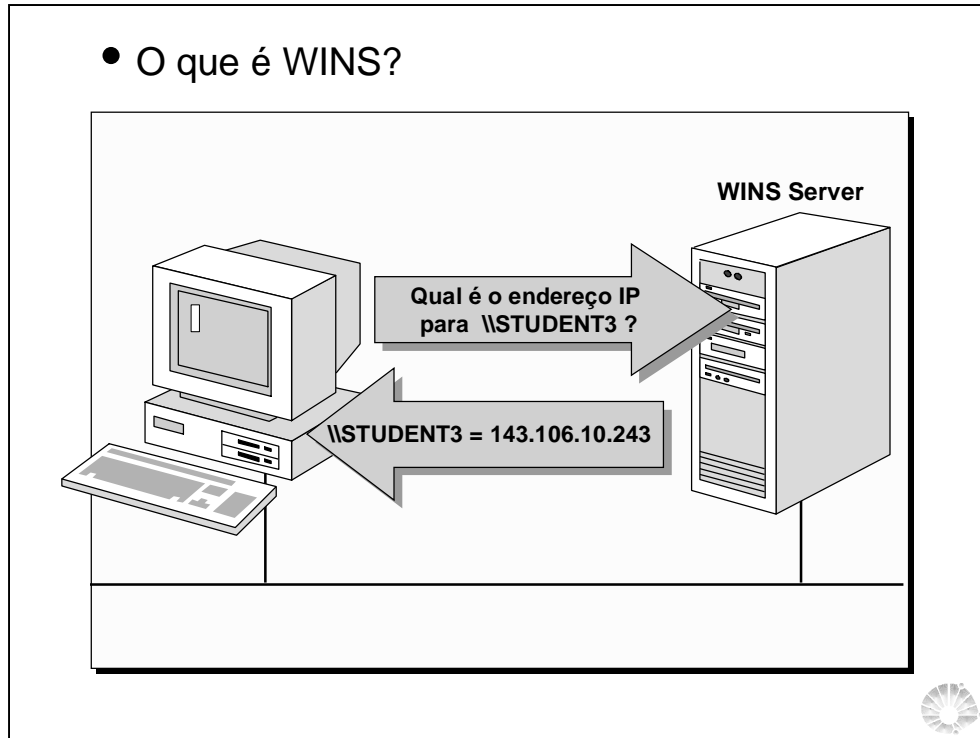 • O que é WINS?
WINS Server
Qual é o endereço IP
para \\STUDENT3 ?
\\STUDENT3 = 143.106.10.243